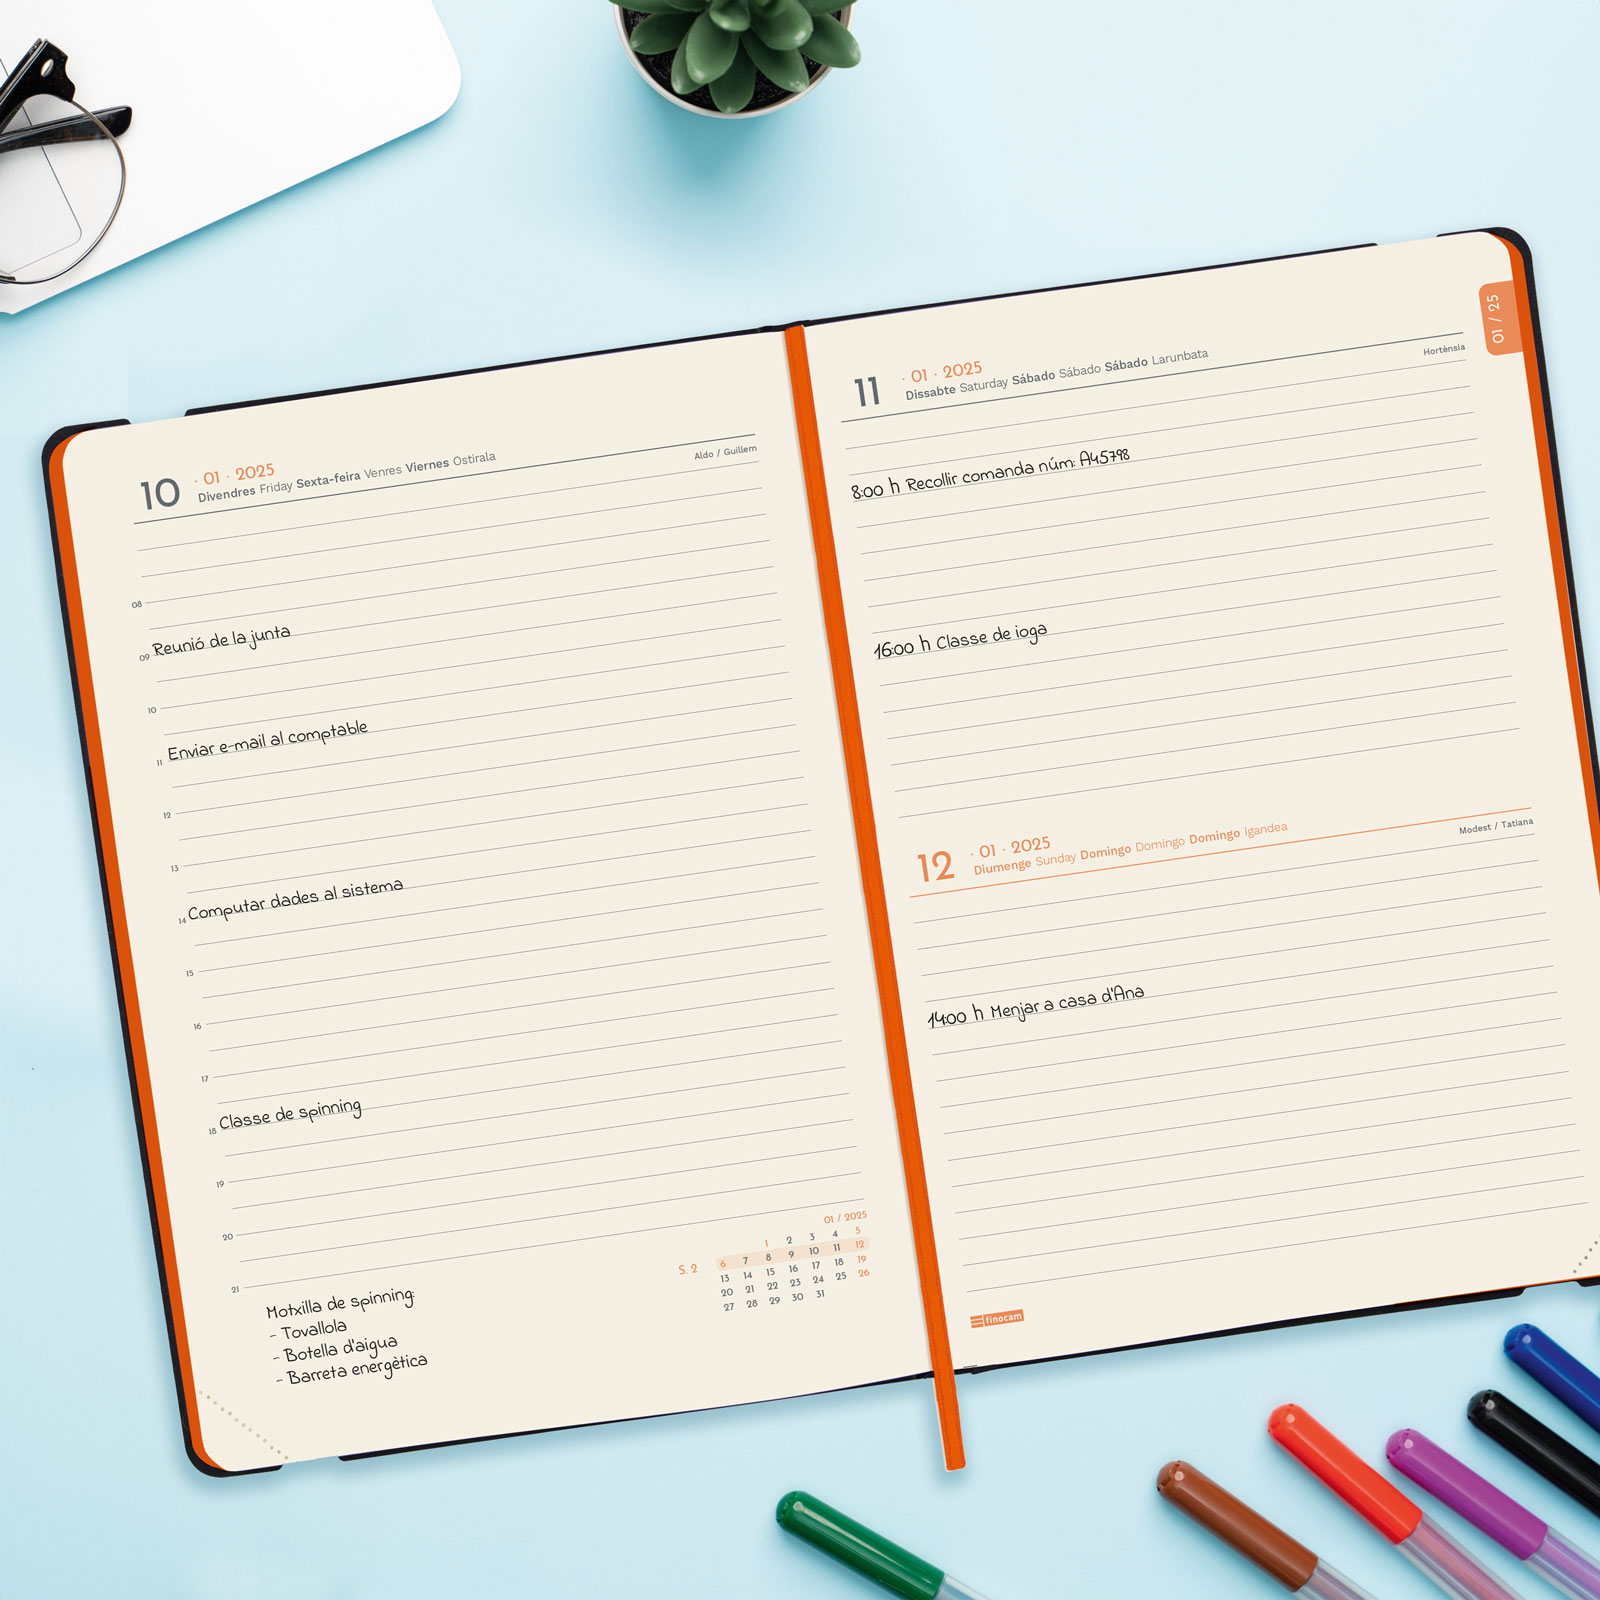 10 · 01 · 2025
Divendres Friday Sexta-feira Venres Viernes Ostirala
Aldo / Guillem
08
09 Reunió de la junta
10
11 Enviar e-mail al comptable
12
13
14 Computar dades al sistema
15
16
17
18 Classe de spinning
19
20
21
Motxilla de spinning:
- Tovallola
- Botella d'aigua
- Barreta energètica
01 / 2025
1 2 3 4 5
S. 2 6 7 8 9 10 11 12
13 14 15 16 17 18 19
20 21 22 23 24 25 26
27 28 29 30 31
01 / 25
11 · 01 · 2025
Dissabte Saturday Sábado Sábado Sábado Larunbata
Hortènsia
8:00 h Recollir comanda núm: A45798
16:00 h Classe de ioga
12 · 01 · 2025
Diumenge Sunday Domingo Domingo Domingo Igandea
Modest / Tatiana
14:00 h Menjar a casa d'Ana
finocam